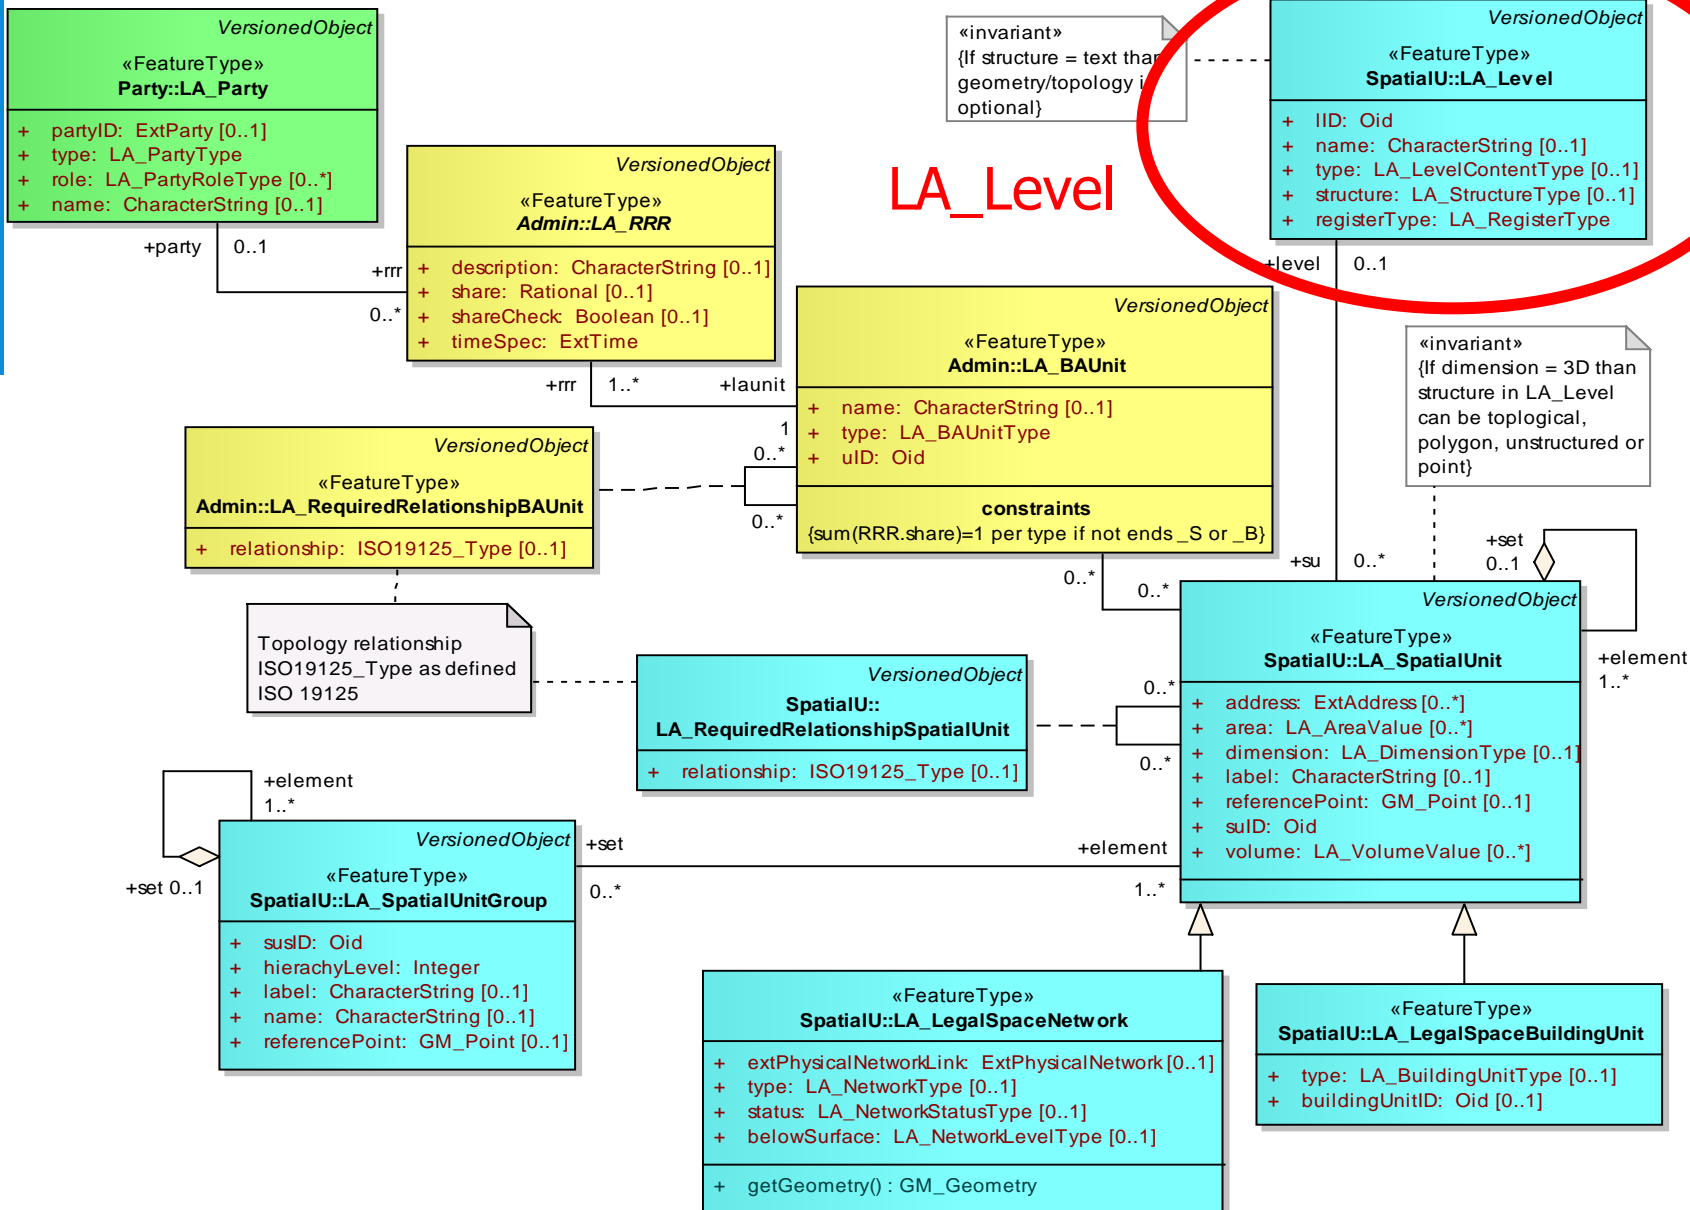 VersionedObject
«FeatureType»
Party::LA_Party
+ partyID: ExtParty [0..1]
+ type: LA_PartyType
+ role: LA_PartyRoleType [0..*]
+ name: CharacterString [0..1]
+party 0..1
+rrr
0..*
VersionedObject
«FeatureType»
Admin::LA_RRR
+ description: CharacterString [0..1]
+ share: Rational [0..1]
+ shareCheck: Boolean [0..1]
+ timeSpec: ExtTime
+rrr 1..* +launit
1
«invariant»
{If structure = text than
geometry/topology i
optional}
LA_Level
VersionedObject
«FeatureType»
SpatialU::LA_Level
+ lID: Oid
+ name: CharacterString [0..1]
+ type: LA_LevelContentType [0..1]
+ structure: LA_StructureType [0..1]
+ registerType: LA_RegisterType
+level 0..1
VersionedObject
«FeatureType»
Admin::LA_BAUnit
+ name: CharacterString [0..1]
+ type: LA_BAUnitType
+ uID: Oid
constraints
{sum(RRR.share)=1 per type if not ends _S or _B}
0..*
0..*
«invariant»
{If dimension = 3D than
structure in LA_Level
can be toplogical,
polygon, unstructured or
point}
VersionedObject
«FeatureType»
Admin::LA_RequiredRelationshipBAUnit
+ relationship: ISO19125_Type [0..1]
Topology relationship
ISO19125_Type as defined
ISO 19125
0..*
0..*
+su 0..*
+set
0..1
+element
1..*
VersionedObject
SpatialU::
LA_RequiredRelationshipSpatialUnit
+ relationship: ISO19125_Type [0..1]
0..*
0..*
VersionedObject
«FeatureType»
SpatialU::LA_SpatialUnit
+ address: ExtAddress [0..*]
+ area: LA_AreaValue [0..*]
+ dimension: LA_DimensionType [0..1]
+ label: CharacterString [0..1]
+ referencePoint: GM_Point [0..1]
+ suID: Oid
+ volume: LA_VolumeValue [0..*]
+element
1..*
+set 0..1
VersionedObject
«FeatureType»
SpatialU::LA_SpatialUnitGroup
+ susID: Oid
+ hierachyLevel: Integer
+ label: CharacterString [0..1]
+ name: CharacterString [0..1]
+ referencePoint: GM_Point [0..1]
+set
0..*
+element
1..*
«FeatureType»
SpatialU::LA_LegalSpaceNetwork
+ extPhysicalNetworkLink: ExtPhysicalNetwork [0..1]
+ type: LA_NetworkType [0..1]
+ status: LA_NetworkStatusType [0..1]
+ belowSurface: LA_NetworkLevelType [0..1]
+ getGeometry() : GM_Geometry
«FeatureType»
SpatialU::LA_LegalSpaceBuildingUnit
+ type: LA_BuildingUnitType [0..1]
+ buildingUnitID: Oid [0..1]